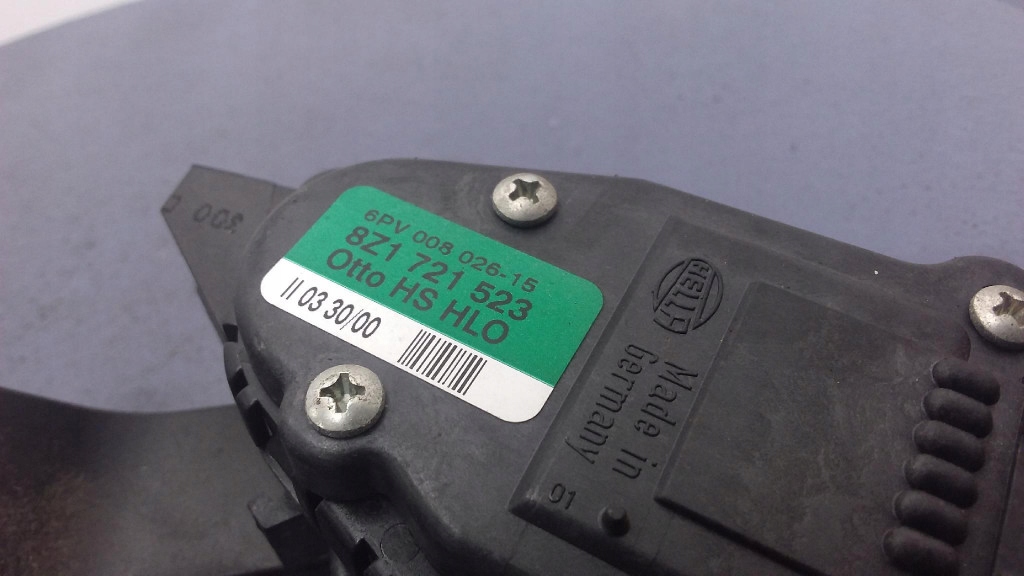 6PV 008 026-15
8Z1 721 523
Otto HS HLO
II 03 30/00
HELLA
Made in
Germany
01